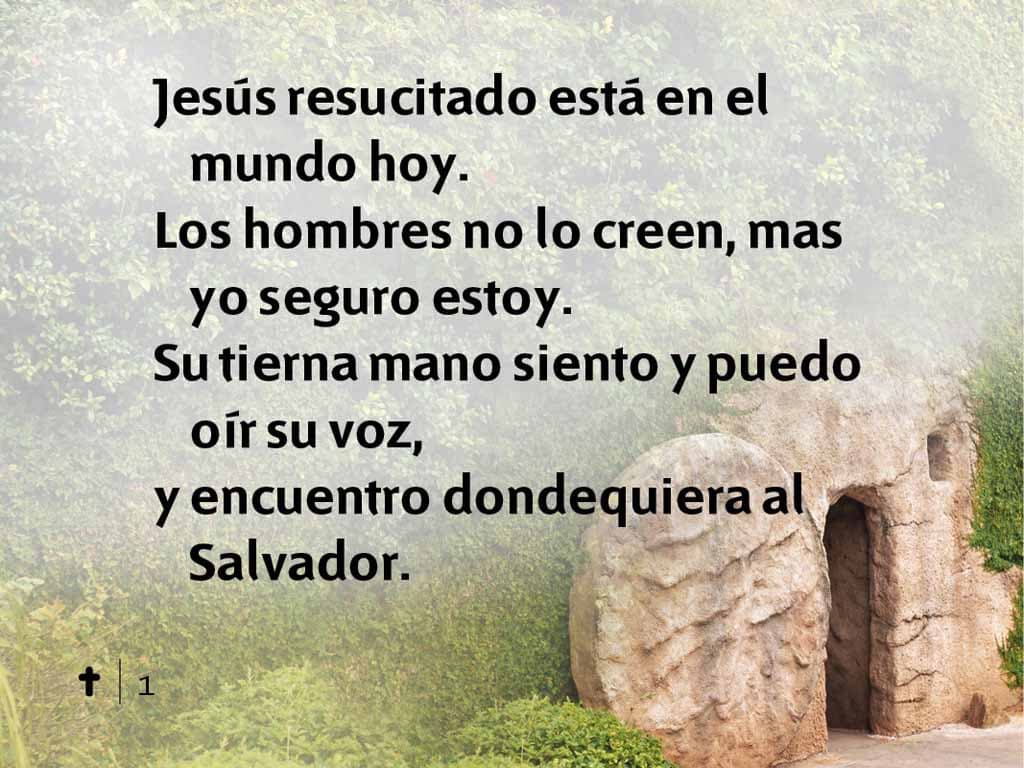 Jesús resucitado está en el
mundo hoy.
Los hombres no lo creen, mas
yo seguro estoy.
Su tierna mano siento y puedo
oír su voz,
y encuentro dondequiera al
Salvador.
1